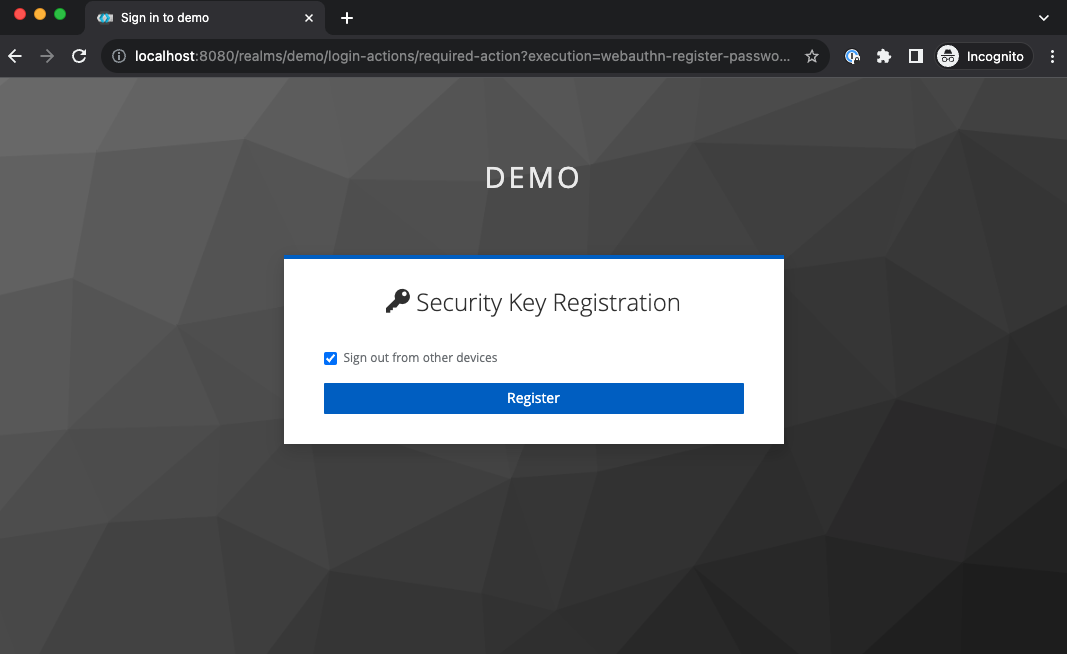 Sign in to demo
localhost:8080/realms/demo/login-actions/required-action?execution=webauthn-register-passwo...
Incognito
DEMO
Security Key Registration
Sign out from other devices
Register